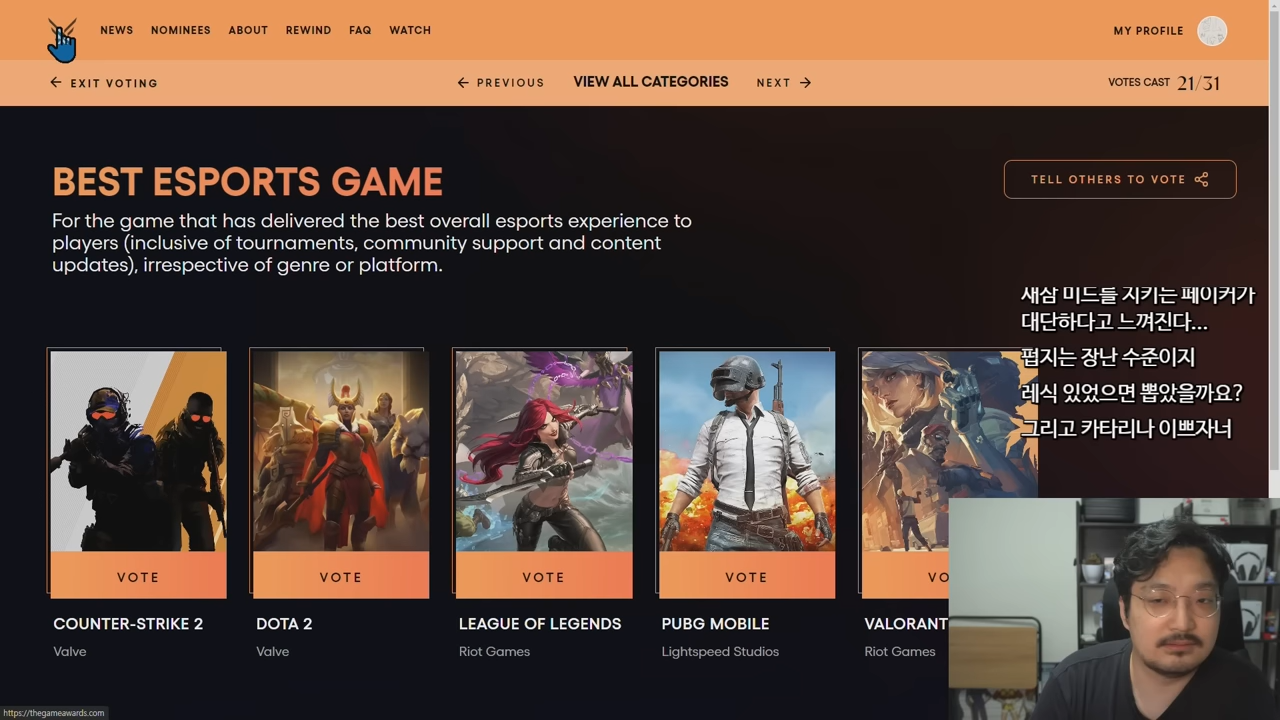 NEWS NOMINEES ABOUT REWIND FAQ WATCH MY PROFILE
EXIT VOTING PREVIOUS VIEW ALL CATEGORIES NEXT VOTES CAST 21/31
BEST ESPORTS GAME
TELL OTHERS TO VOTE
For the game that has delivered the best overall esports experience to
players (inclusive of tournaments, community support and content
updates), irrespective of genre or platform.
새삼 미드를 지키는 페이커가
대단하다고 느껴진다...
펍지는 장난 수준이지
레식 있었으면 뽑았을까요?
그리고 카타리나 이쁘자너
VOTE VOTE VOTE VOTE VO
COUNTER-STRIKE 2 DOTA 2 LEAGUE OF LEGENDS PUBG MOBILE VALORANT
Valve Valve Riot Games Lightspeed Studios Riot Games
https://thegameawards.com